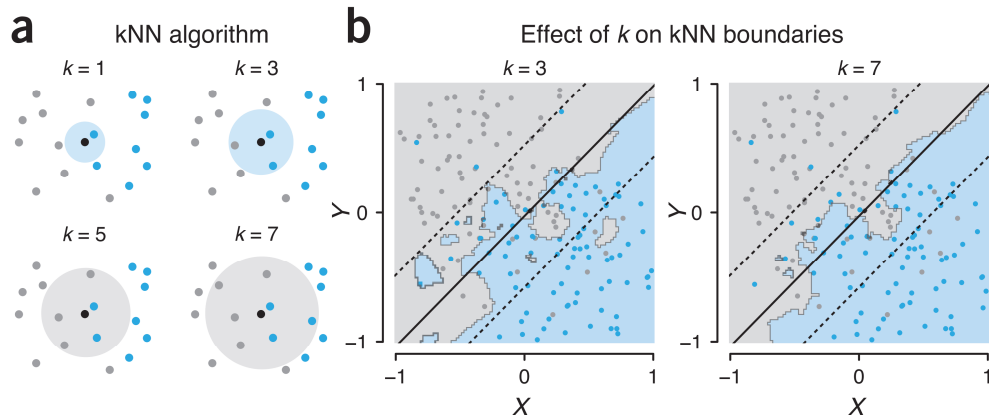 a
kNN algorithm
k = 1
k = 3
k = 5
k = 7
b
Effect of k on kNN boundaries
k = 3
1
0
−1
Y
−1
0
1
X
k = 7
1
0
−1
Y
−1
0
1
X